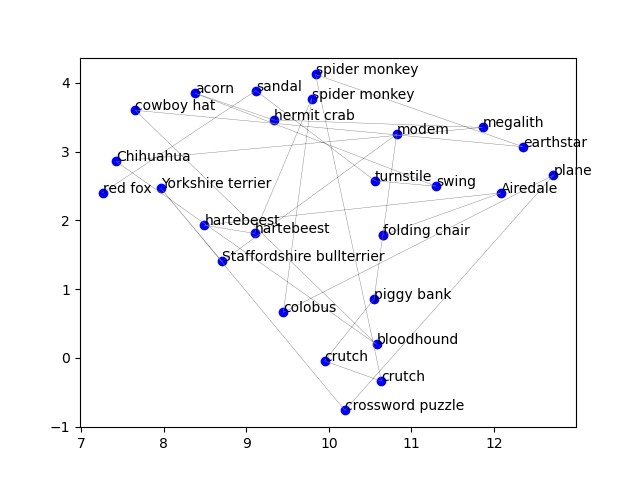 spider monkey
4
acorn
sandal
spider monkey
cowboy hat
hermit crab
megalith
modem
earthstar
3
Chihuahua
plane
turnstile
red fox
Yorkshire terrier
swing
Airedale
2
hartebeest
hartebeest
folding chair
Staffordshire bullterrier
1
piggy bank
colobus
bloodhound
0
crutch
crutch
crossword puzzle
−1
7 8 9 10 11 12